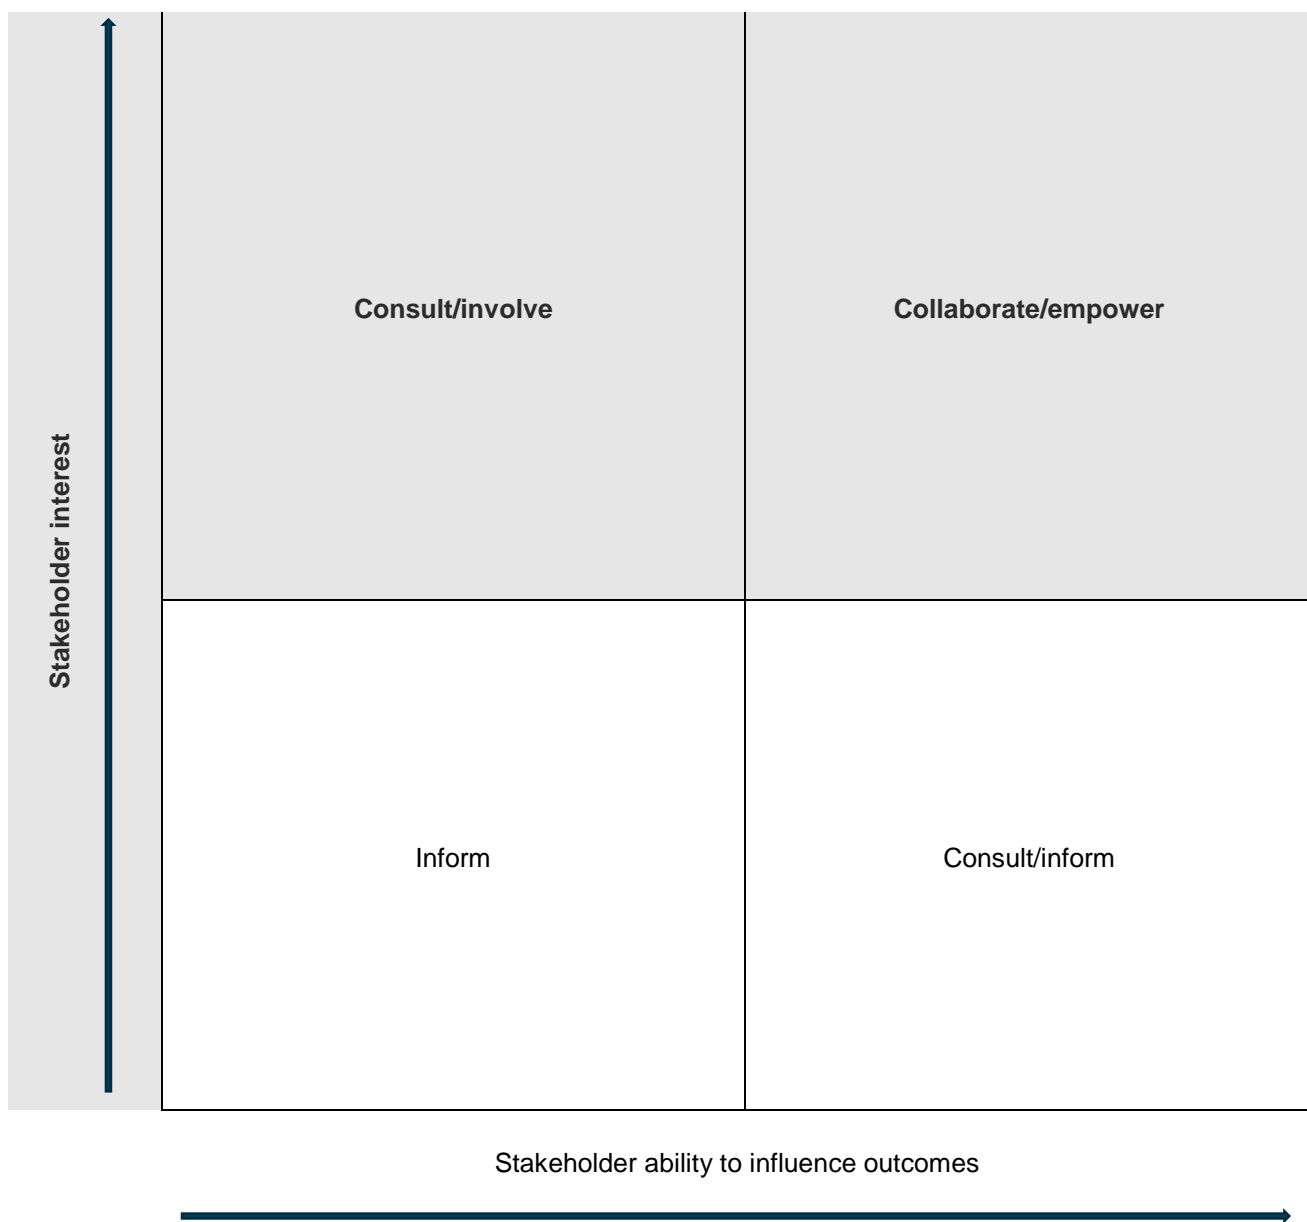 Stakeholder interest
Consult/involve
Collaborate/empower
Inform
Consult/inform
Stakeholder ability to influence outcomes